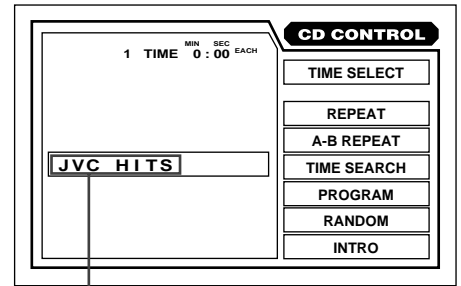 CD CONTROL
MIN SEC
1 TIME 0 : 00 EACH
TIME SELECT
REPEAT
A-B REPEAT
JVC HITS
TIME SEARCH
PROGRAM
RANDOM
INTRO